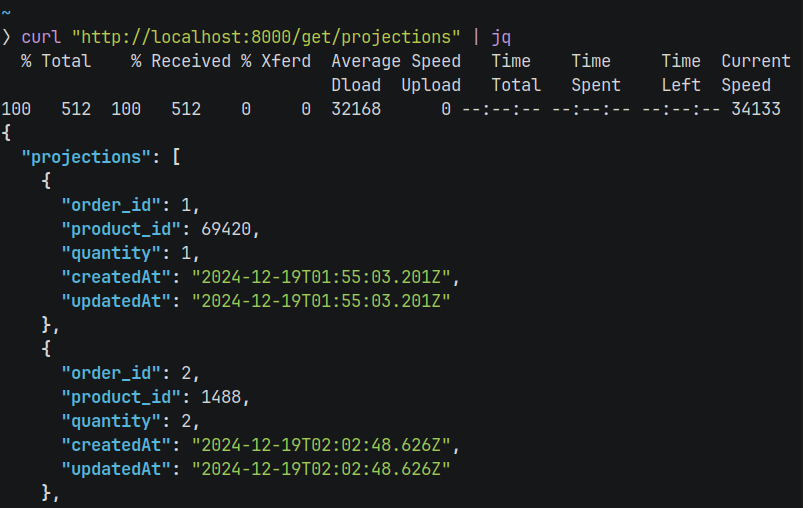 ~
❯ curl "http://localhost:8000/get/projections" | jq
  % Total    % Received % Xferd  Average Speed   Time    Time     Time  Current
                                 Dload  Upload   Total   Spent    Left  Speed
100   512  100   512    0     0  32168      0 --:--:-- --:--:-- --:--:-- 34133
{
  "projections": [
    {
      "order_id": 1,
      "product_id": 69420,
      "quantity": 1,
      "createdAt": "2024-12-19T01:55:03.201Z",
      "updatedAt": "2024-12-19T01:55:03.201Z"
    },
    {
      "order_id": 2,
      "product_id": 1488,
      "quantity": 2,
      "createdAt": "2024-12-19T02:02:48.626Z",
      "updatedAt": "2024-12-19T02:02:48.626Z"
    },